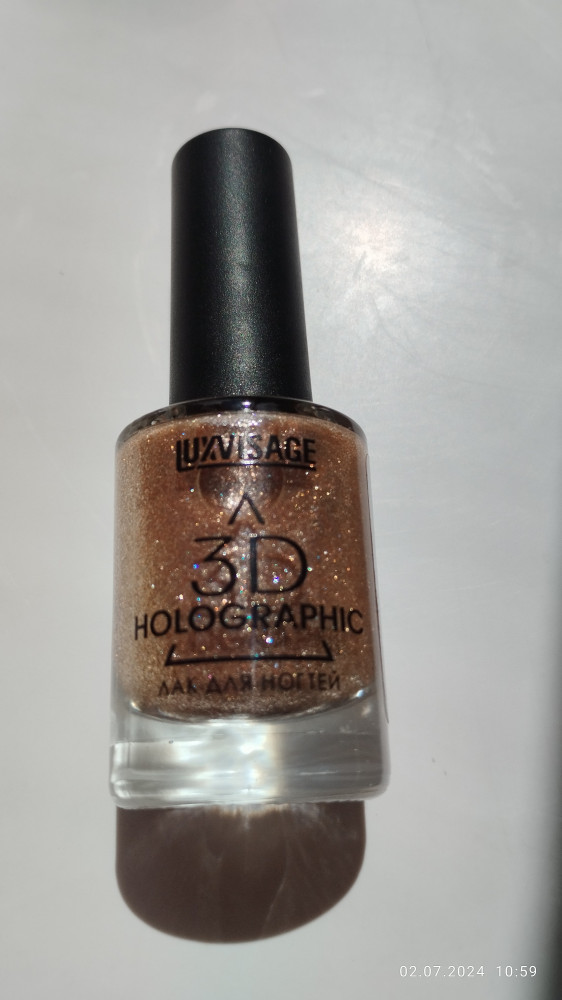 LUXVISAGE
3D
HOLOGRAPHIC
ЛАК ДЛЯ НОГТЕЙ
02.07.2024 10:59